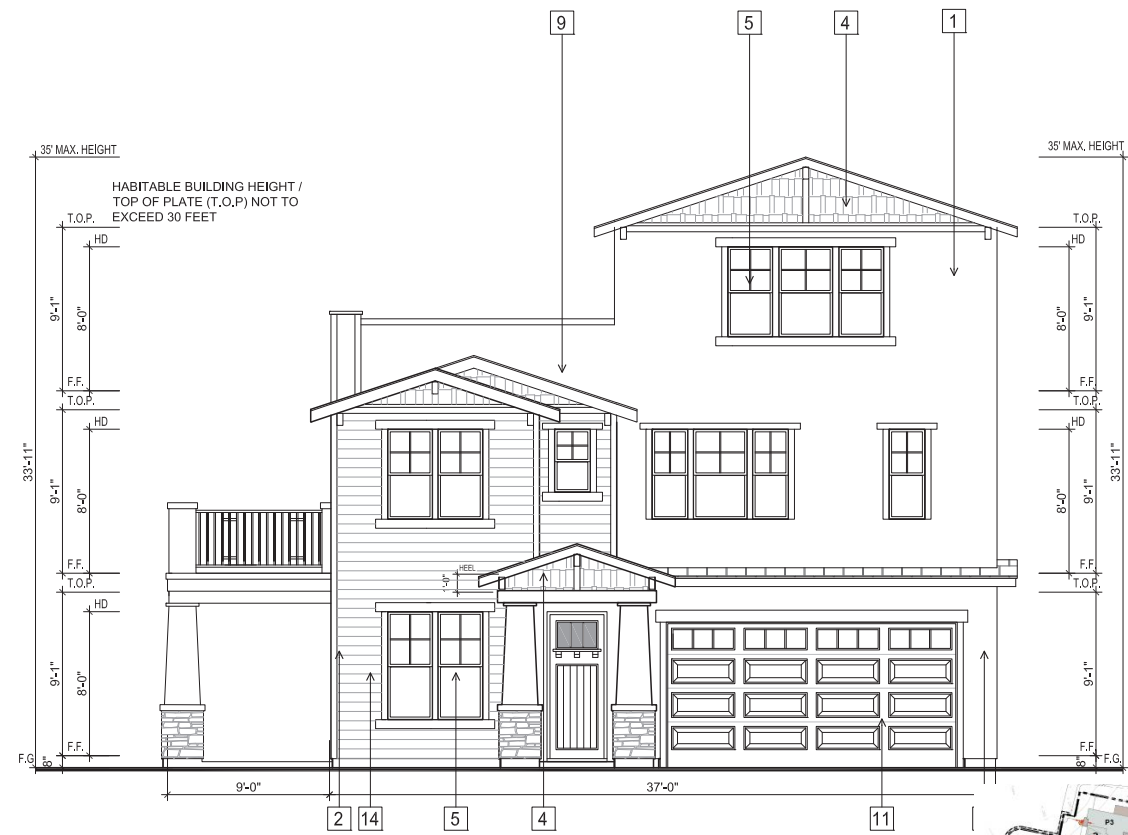 9
5
4
1
35' MAX. HEIGHT
35' MAX. HEIGHT
HABITABLE BUILDING HEIGHT /
TOP OF PLATE (T.O.P) NOT TO
EXCEED 30 FEET
T.O.P.
T.O.P.
HD
HD
9'-1"
8'-0"
8'-0"
9'-1"
F.F.
F.F.
T.O.P.
T.O.P.
HD
HD
33'-11"
33'-11"
9'-1"
8'-0"
8'-0"
9'-1"
F.F.
HEEL
F.F.
T.O.P.
1'-0"
T.O.P.
HD
9'-1"
8'-0"
9'-1"
F.F.
F.F.
F.G.
8"
8"
F.G.
9'-0"
37'-0"
2
14
5
4
11
P3